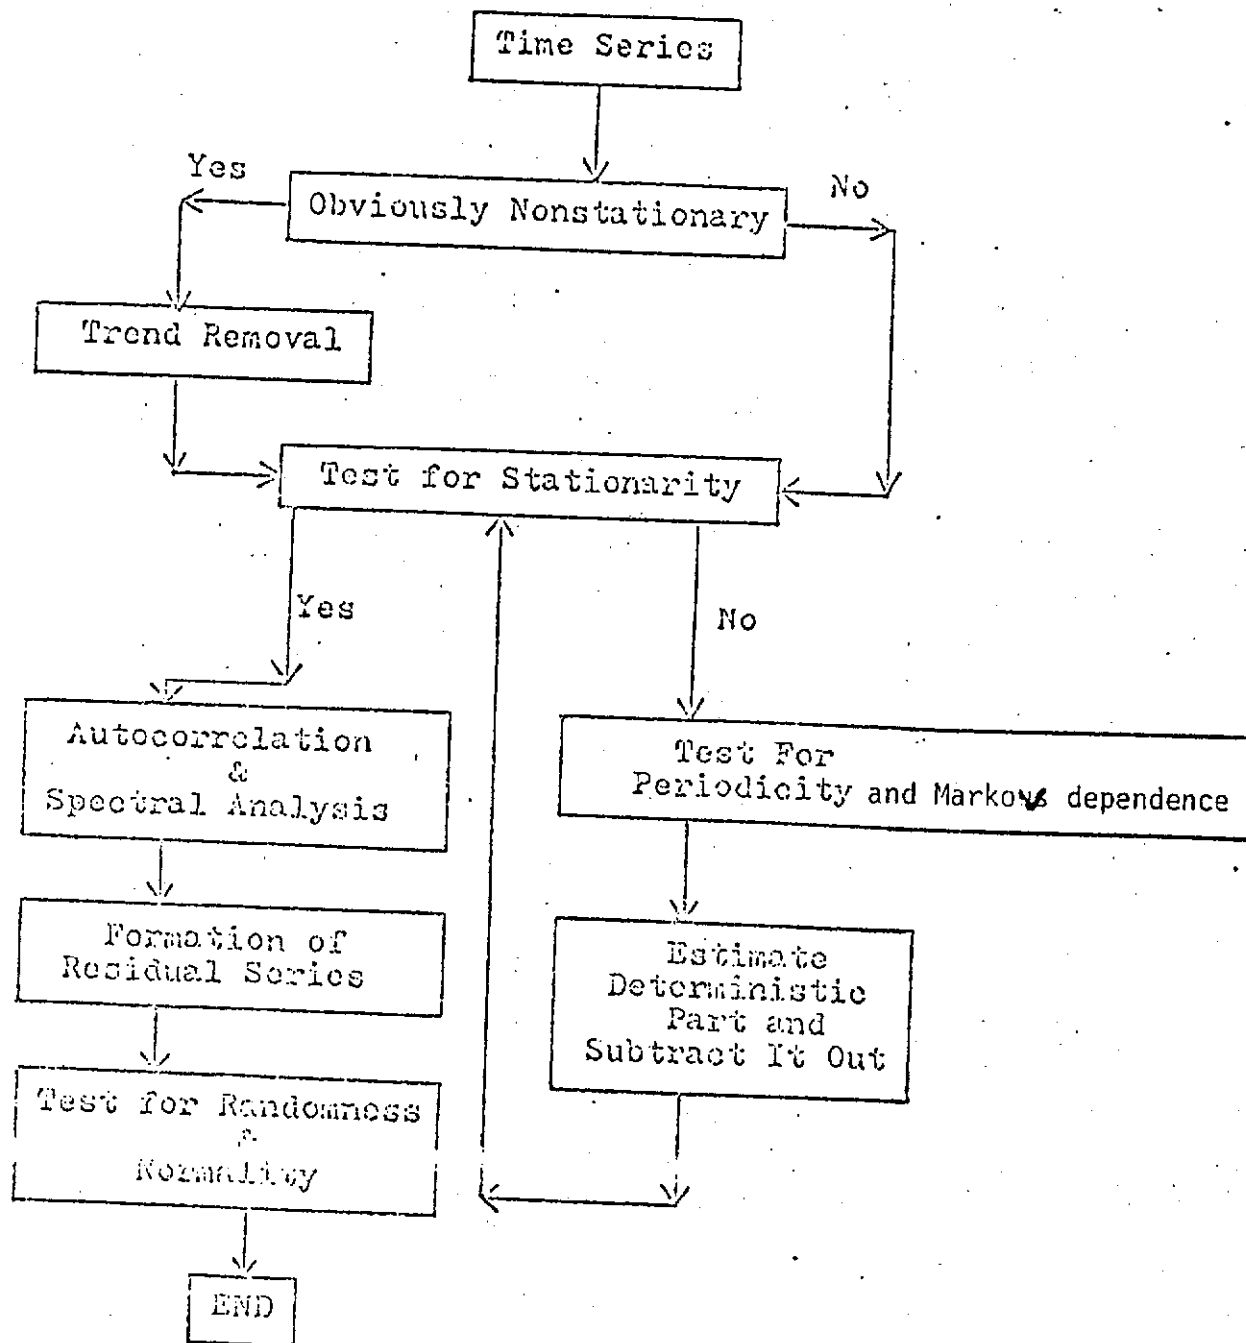 Time Series
Yes
No
Obviously Nonstationary
Trend Removal
Test for Stationarity
Yes
No
Autocorrelation
&
Spectral Analysis
Test For
Periodicity and Markovs dependence
Formation of
Residual Series
Estimate
Deterministic
Part and
Subtract It Out
Test for Randomness
&
Normality
END